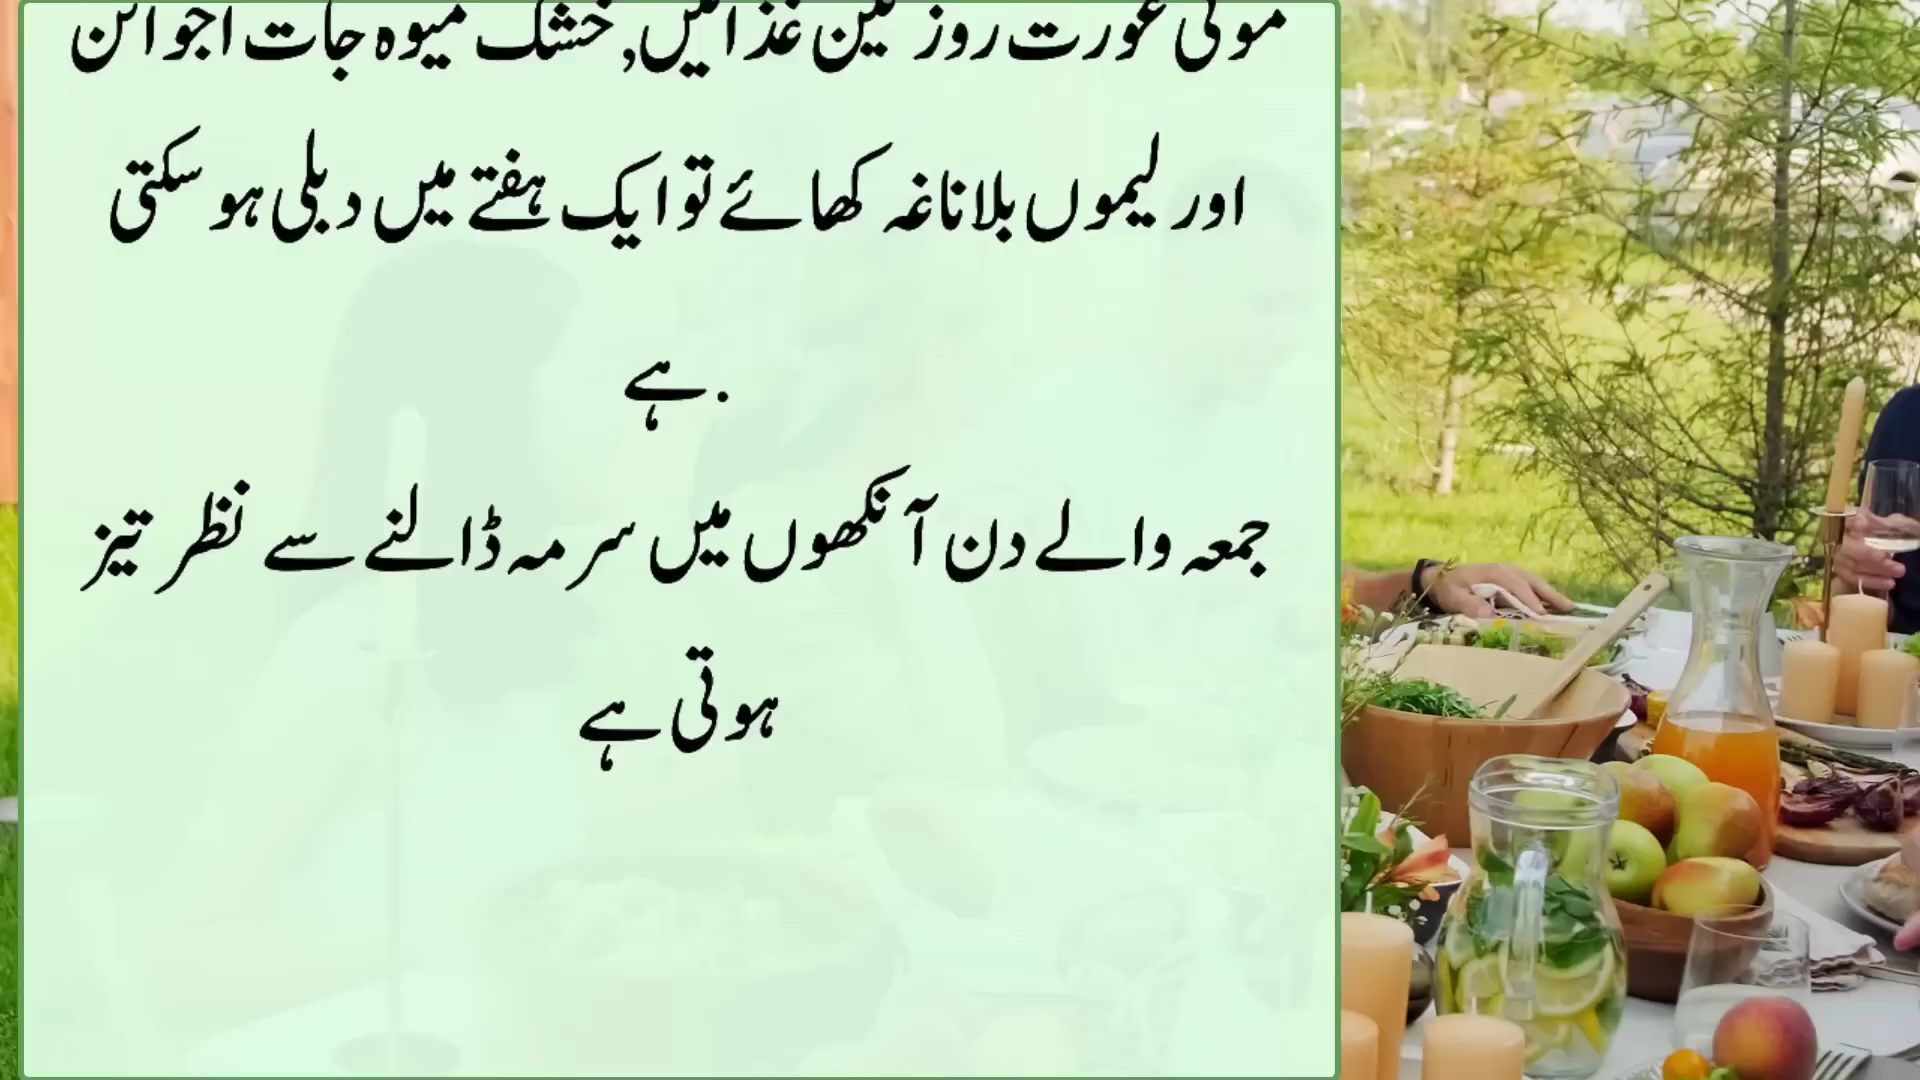 موٹی عورت روز تین غذائیں, خشک میوہ جات اجوائن
اور لیموں بلاناغہ کھائے تو ایک ہفتے میں دبلی ہو سکتی
ہے.
جمعہ والے دن آنکھوں میں سرمہ ڈالنے سے نظر تیز
ہوتی ہے